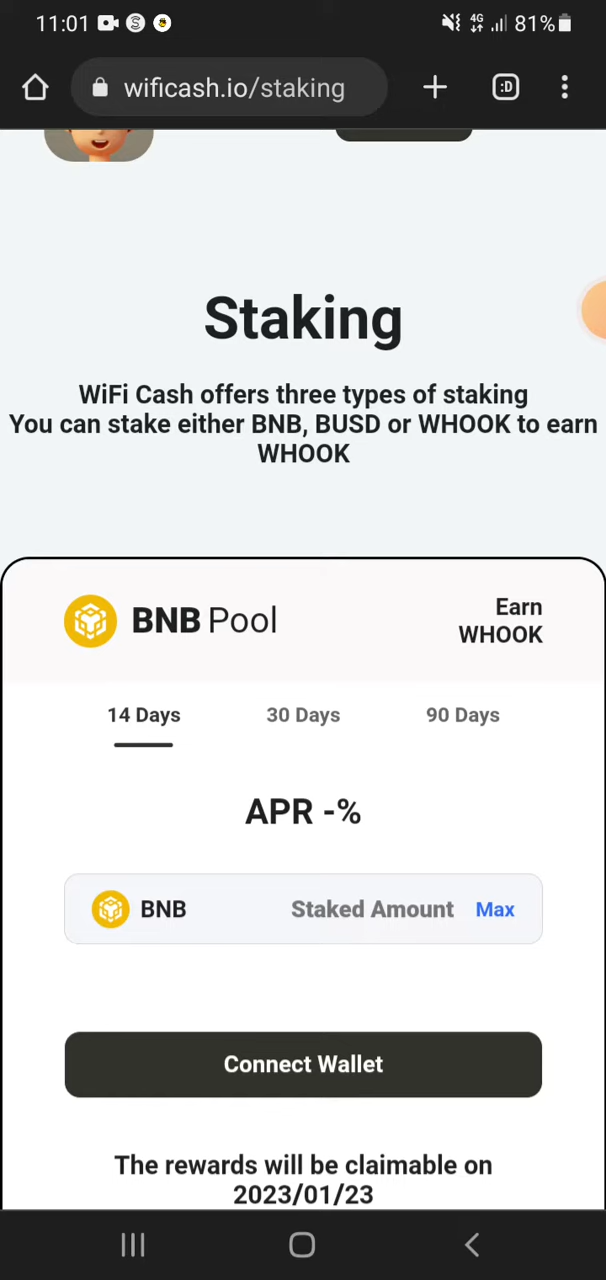 11:01 4G 81%
wificash.io/staking :D
Staking
WiFi Cash offers three types of staking
You can stake either BNB, BUSD or WHOOK to earn
WHOOK
BNB Pool
Earn
WHOOK
14 Days 30 Days 90 Days
APR -%
BNB Staked Amount Max
Connect Wallet
The rewards will be claimable on
2023/01/23